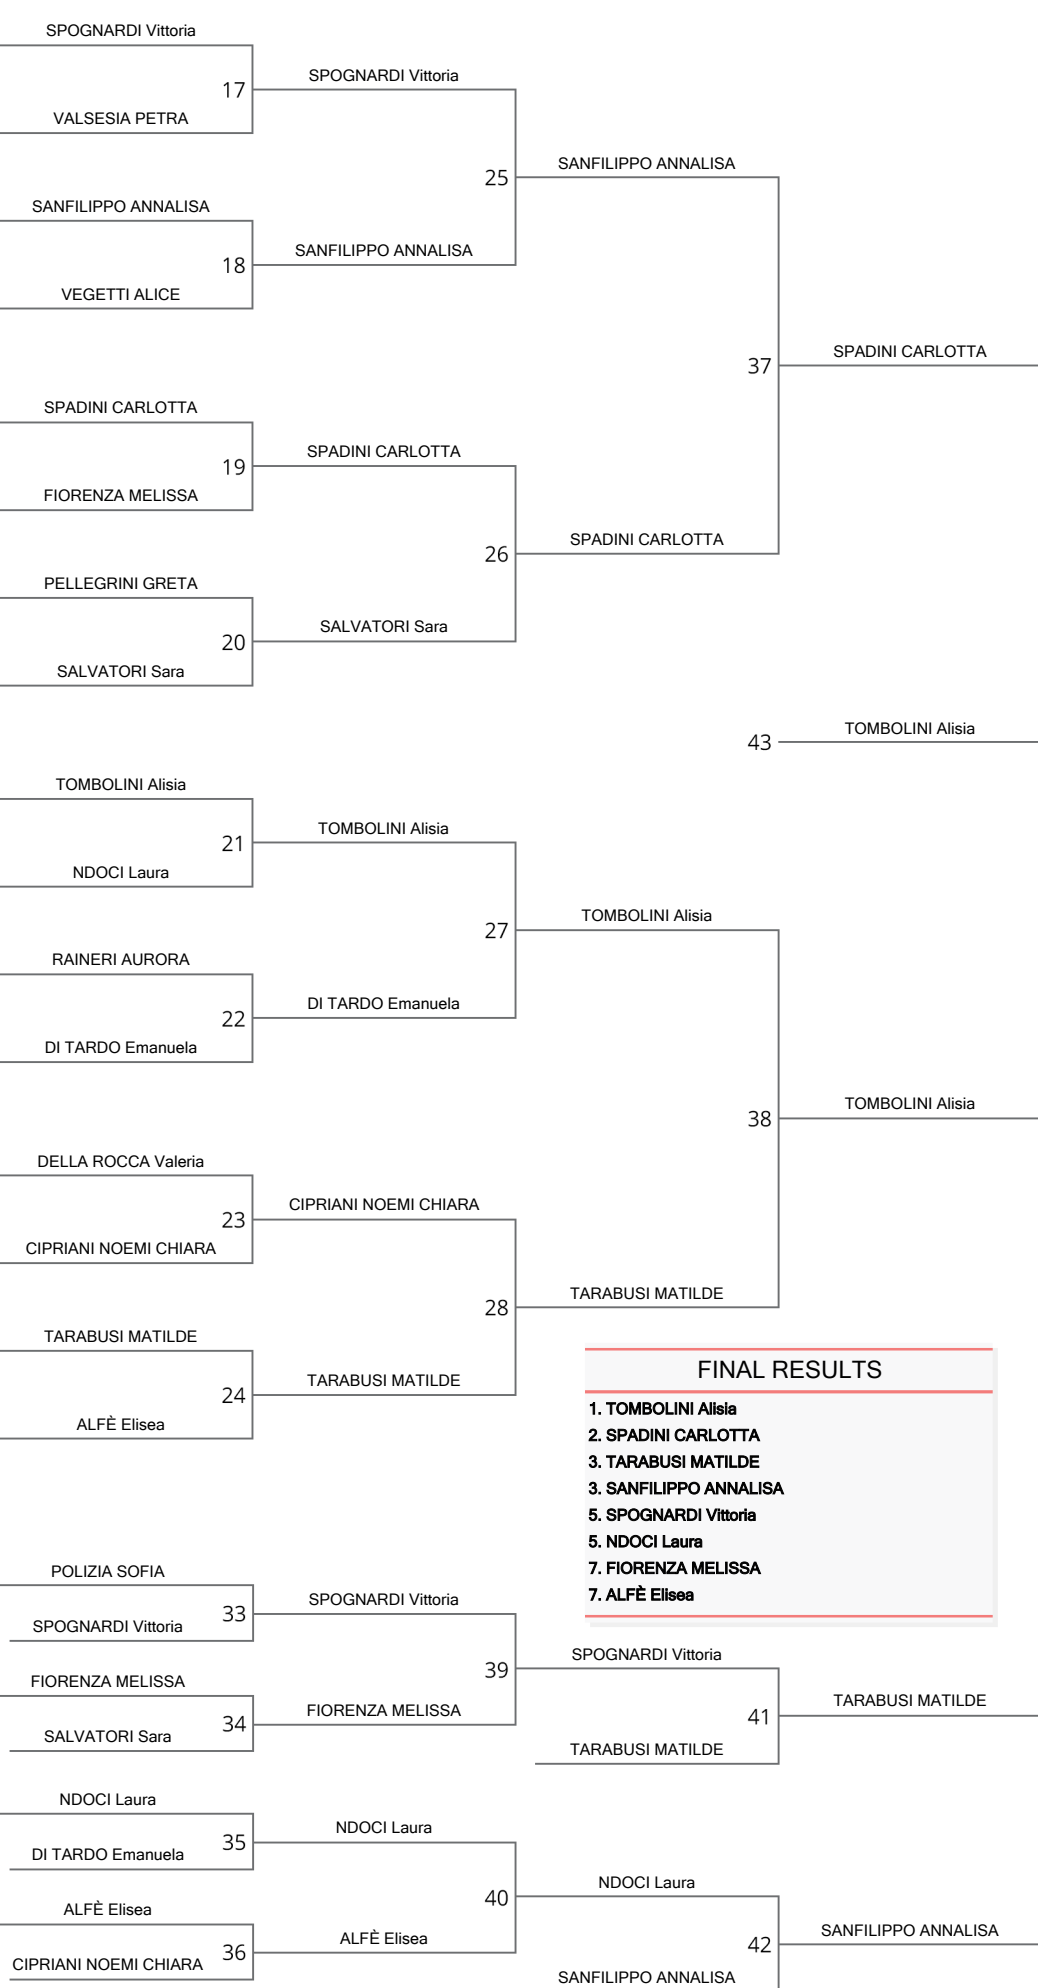 SPOGNARDI Vittoria
17
SPOGNARDI Vittoria
VALSESIA PETRA
25
SANFILIPPO ANNALISA
SANFILIPPO ANNALISA
18
SANFILIPPO ANNALISA
VEGETTI ALICE
37
SPADINI CARLOTTA
SPADINI CARLOTTA
19
SPADINI CARLOTTA
FIORENZA MELISSA
26
SPADINI CARLOTTA
PELLEGRINI GRETA
20
SALVATORI Sara
SALVATORI Sara
43
TOMBOLINI Alisia
TOMBOLINI Alisia
21
TOMBOLINI Alisia
NDOCI Laura
27
TOMBOLINI Alisia
RAINERI AURORA
22
DI TARDO Emanuela
DI TARDO Emanuela
38
TOMBOLINI Alisia
DELLA ROCCA Valeria
23
CIPRIANI NOEMI CHIARA
CIPRIANI NOEMI CHIARA
28
TARABUSI MATILDE
TARABUSI MATILDE
24
TARABUSI MATILDE
ALFÈ Elisea
FINAL RESULTS
1. TOMBOLINI Alisia
2. SPADINI CARLOTTA
3. TARABUSI MATILDE
3. SANFILIPPO ANNALISA
5. SPOGNARDI Vittoria
5. NDOCI Laura
7. FIORENZA MELISSA
7. ALFÈ Elisea
POLIZIA SOFIA
33
SPOGNARDI Vittoria
SPOGNARDI Vittoria
39
SPOGNARDI Vittoria
FIORENZA MELISSA
34
FIORENZA MELISSA
SALVATORI Sara
41
TARABUSI MATILDE
TARABUSI MATILDE
NDOCI Laura
35
NDOCI Laura
DI TARDO Emanuela
40
NDOCI Laura
ALFÈ Elisea
36
ALFÈ Elisea
CIPRIANI NOEMI CHIARA
42
SANFILIPPO ANNALISA
SANFILIPPO ANNALISA